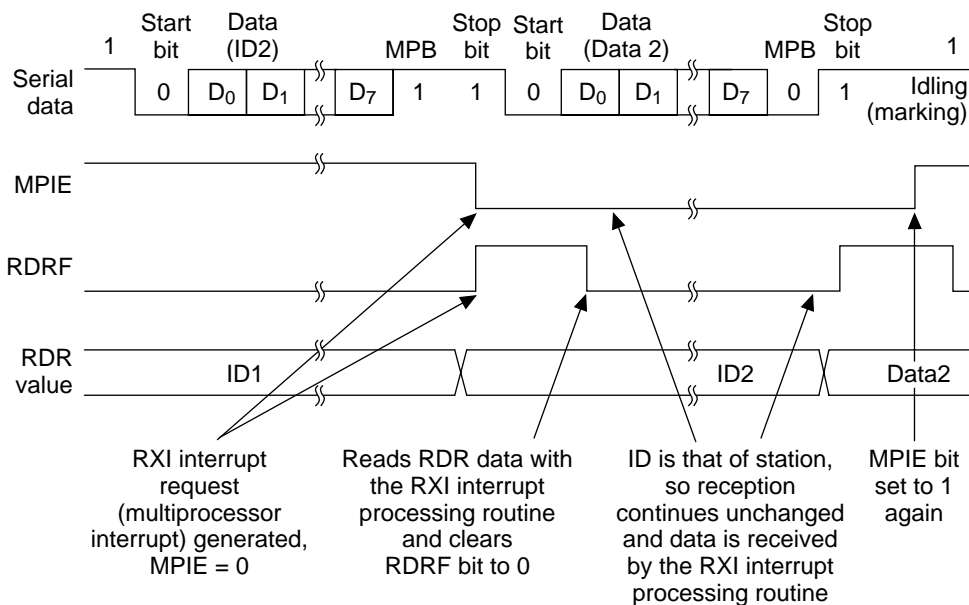 1 Start bit Data (ID2) MPB Stop bit Start bit Data (Data 2) MPB Stop bit 1
Serial data 0 D0 D1 D7 1 1 0 D0 D1 D7 0 1 Idling (marking)
MPIE
RDRF
RDR value ID1 ID2 Data2
RXI interrupt
request
(multiprocessor
interrupt) generated,
MPIE = 0
Reads RDR data with
the RXI interrupt
processing routine
and clears
RDRF bit to 0
ID is that of station,
so reception
continues unchanged
and data is received
by the RXI interrupt
processing routine
MPIE bit
set to 1
again